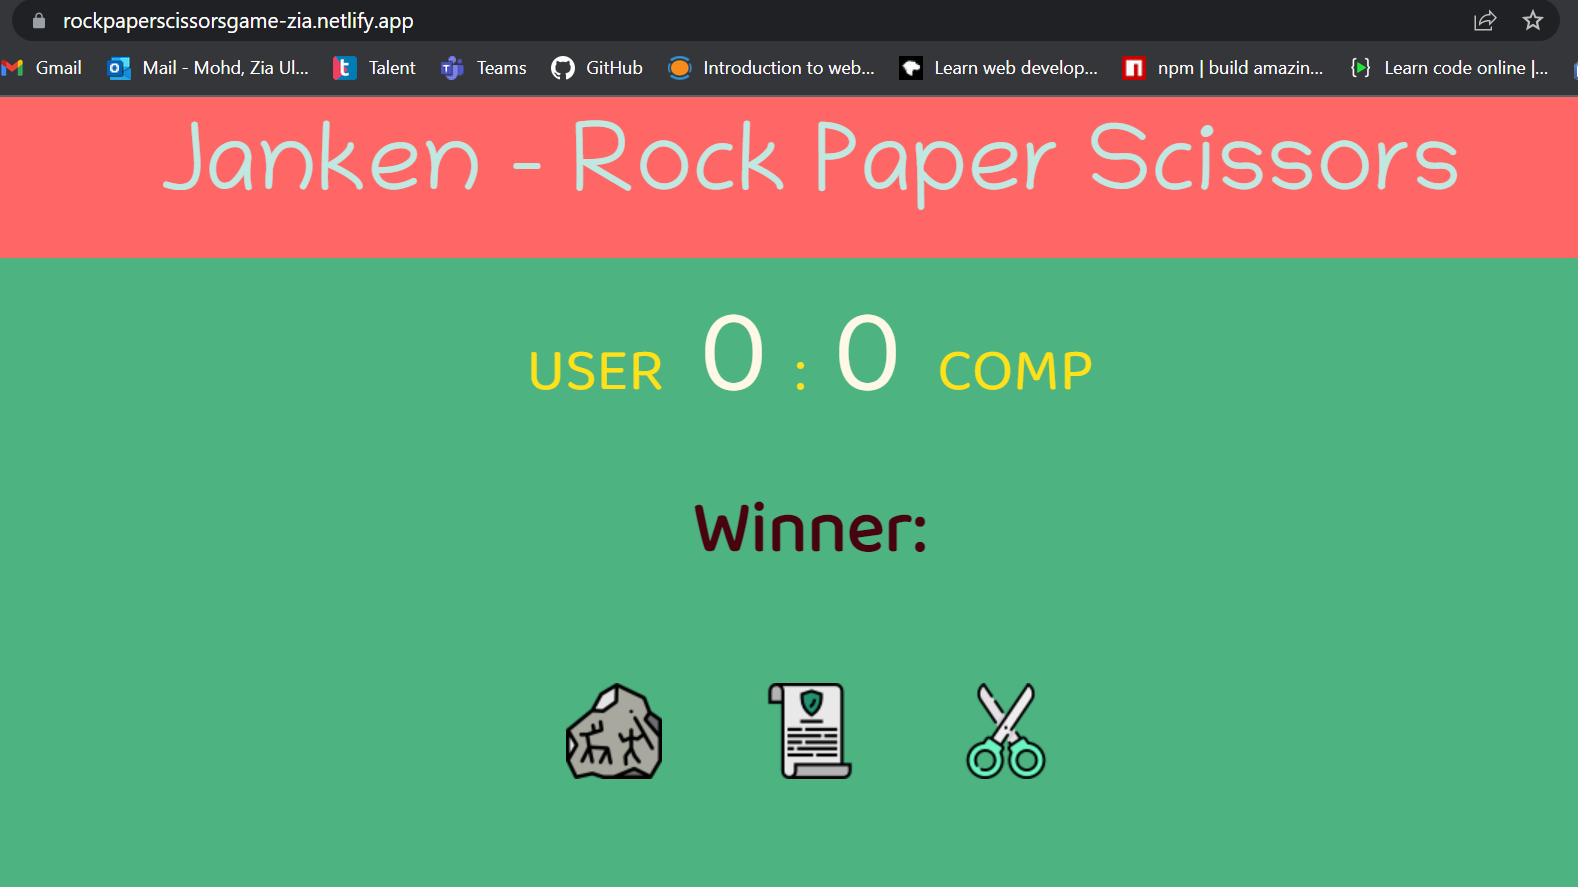 rockpaperscissorsgame-zia.netlify.app
Gmail Mail - Mohd, Zia Ul... Talent Teams GitHub Introduction to web... Learn web develop... npm | build amazin... Learn code online |...
Janken - Rock Paper Scissors
USER 0 : 0 COMP
Winner: